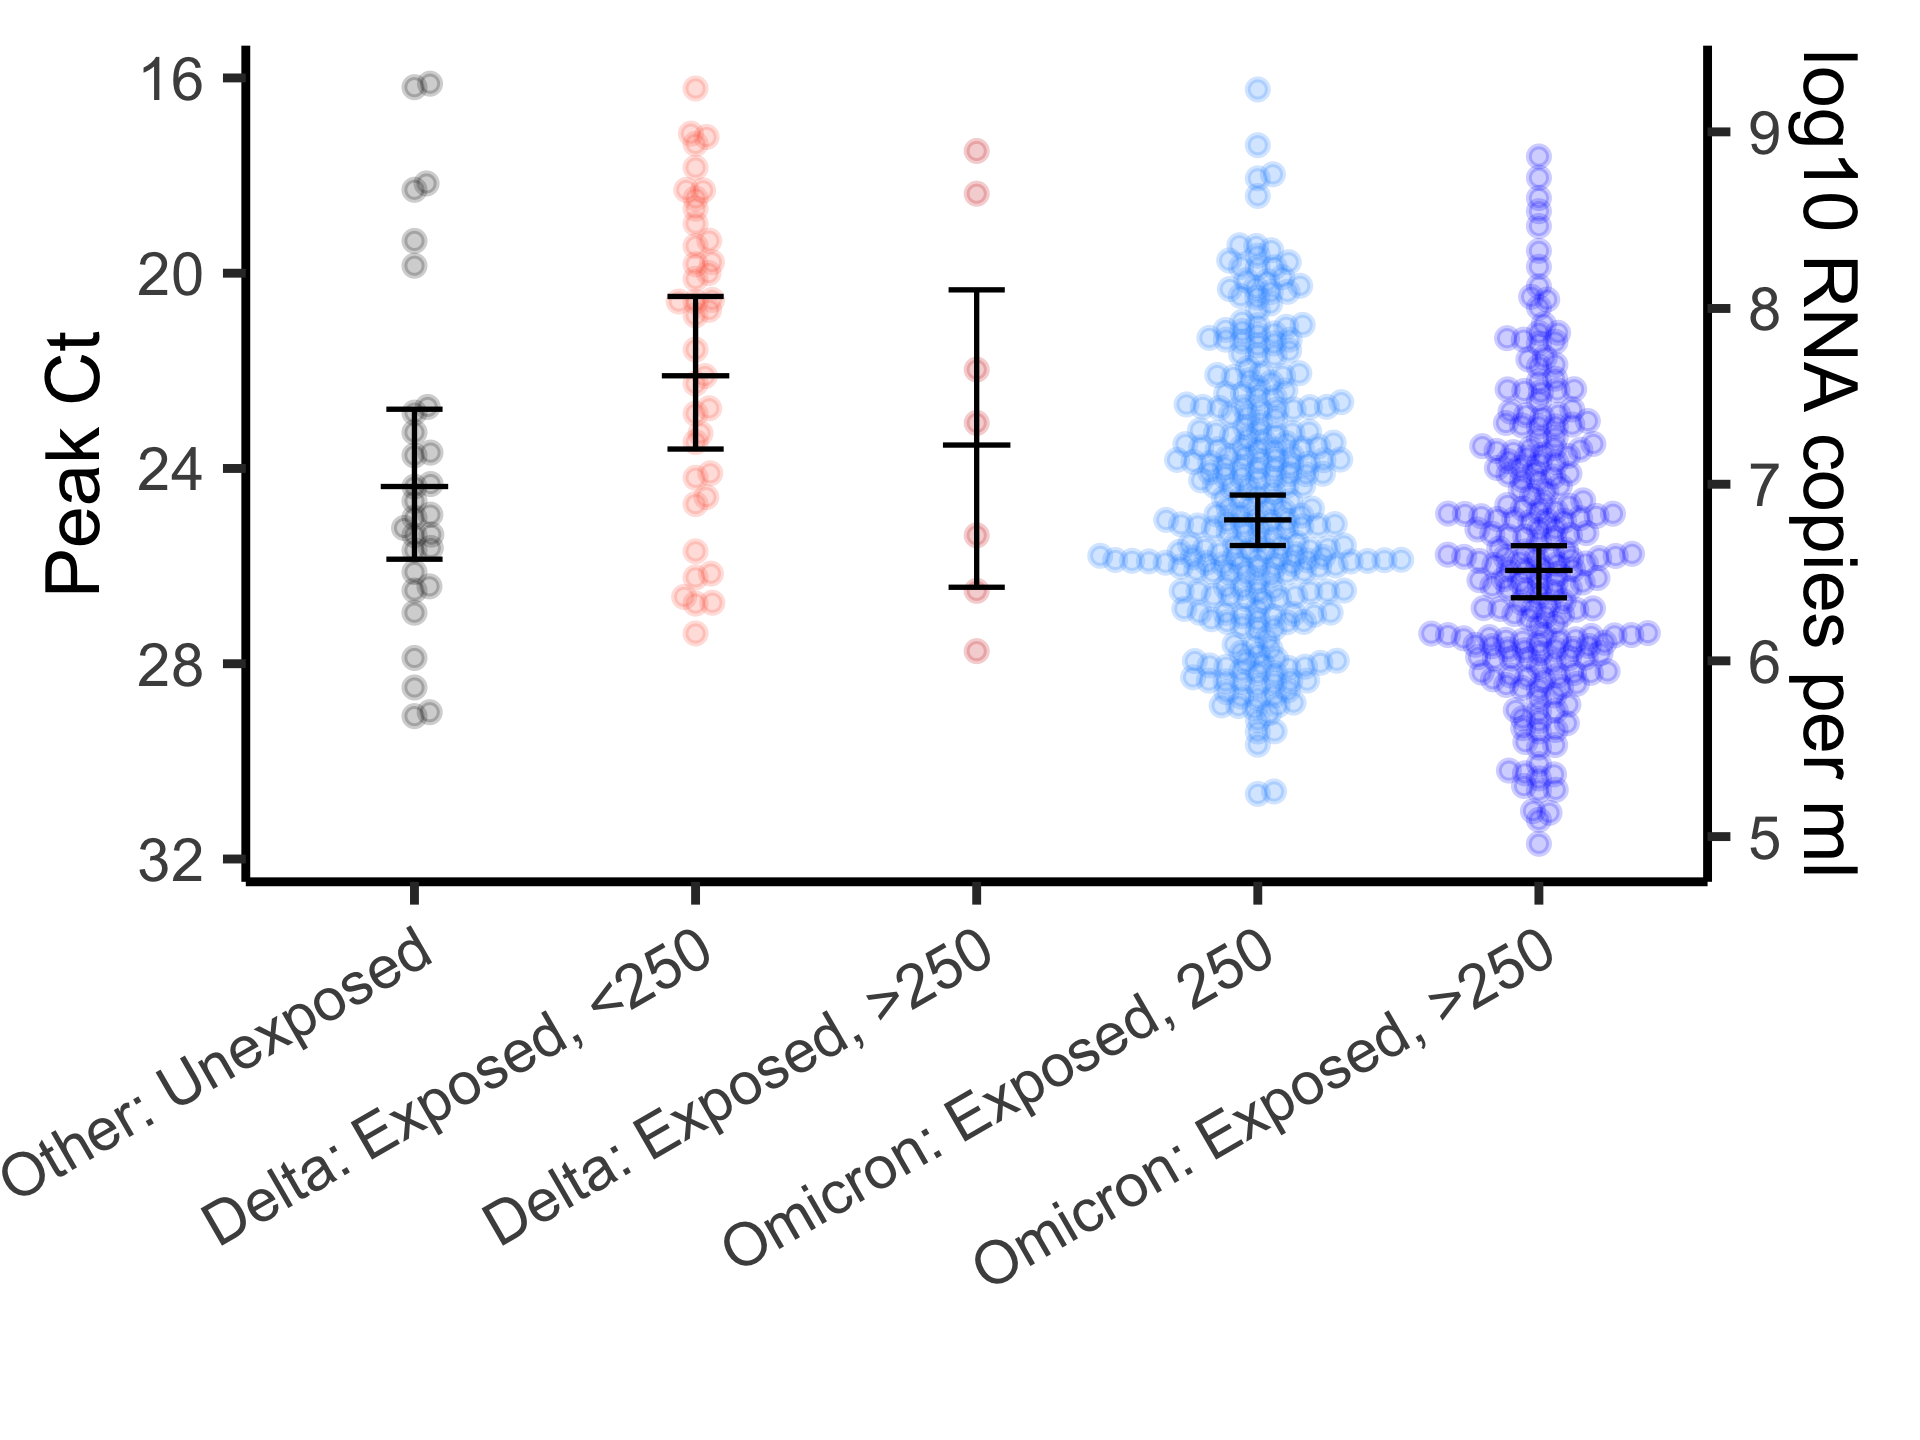 Peak Ct
16
20
24
28
32
log10 RNA copies per ml
9
8
7
6
5
Other: Unexposed
Delta: Exposed, <250
Delta: Exposed, >250
Omicron: Exposed, 250
Omicron: Exposed, >250